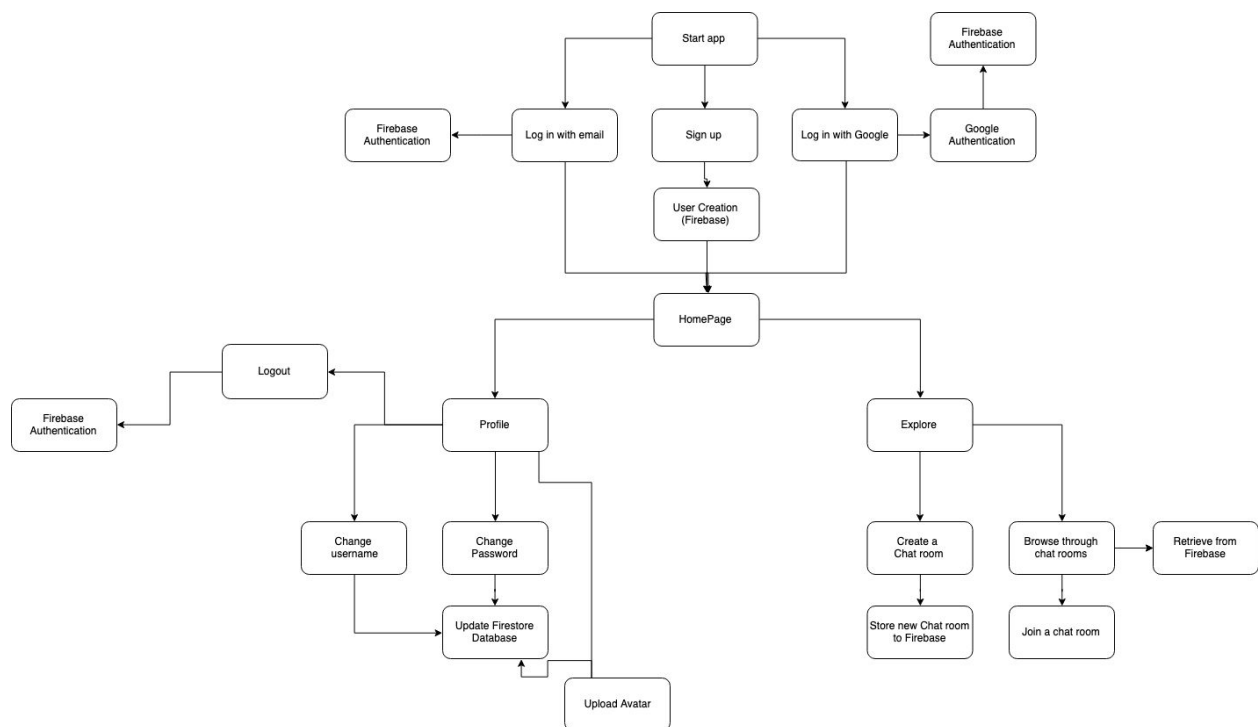 Start app
Firebase
Authentication
Firebase
Authentication
Log in with email
Sign up
Log in with Google
Google
Authentication
User Creation
(Firebase)
HomePage
Logout
Firebase
Authentication
Profile
Explore
Change
username
Change
Password
Create a
Chat room
Browse through
chat rooms
Retrieve from
Firebase
Update Firestore
Database
Store new Chat room
to Firebase
Join a chat room
Upload Avatar